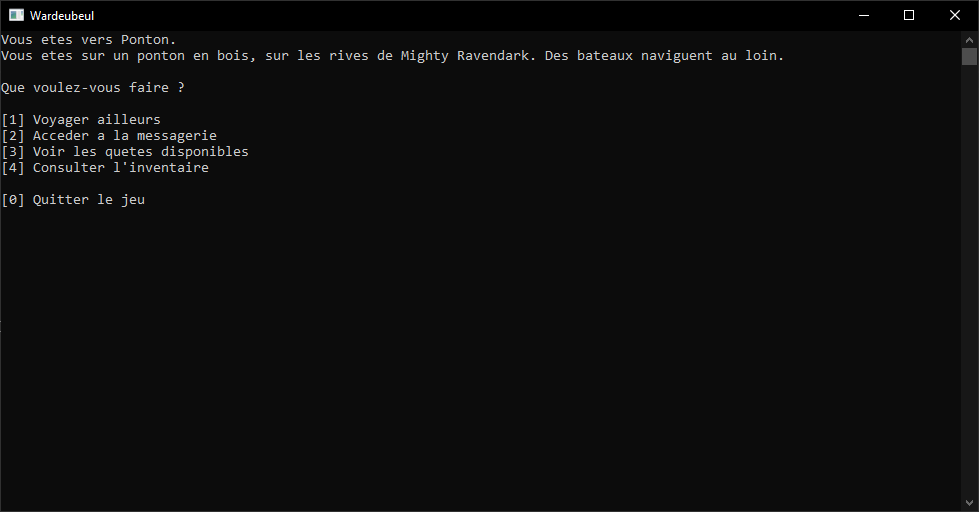 Wardeubeul
Vous etes vers Ponton.
Vous etes sur un ponton en bois, sur les rives de Mighty Ravendark. Des bateaux naviguent au loin.
Que voulez-vous faire ?
[1] Voyager ailleurs
[2] Acceder a la messagerie
[3] Voir les quetes disponibles
[4] Consulter l'inventaire
[0] Quitter le jeu